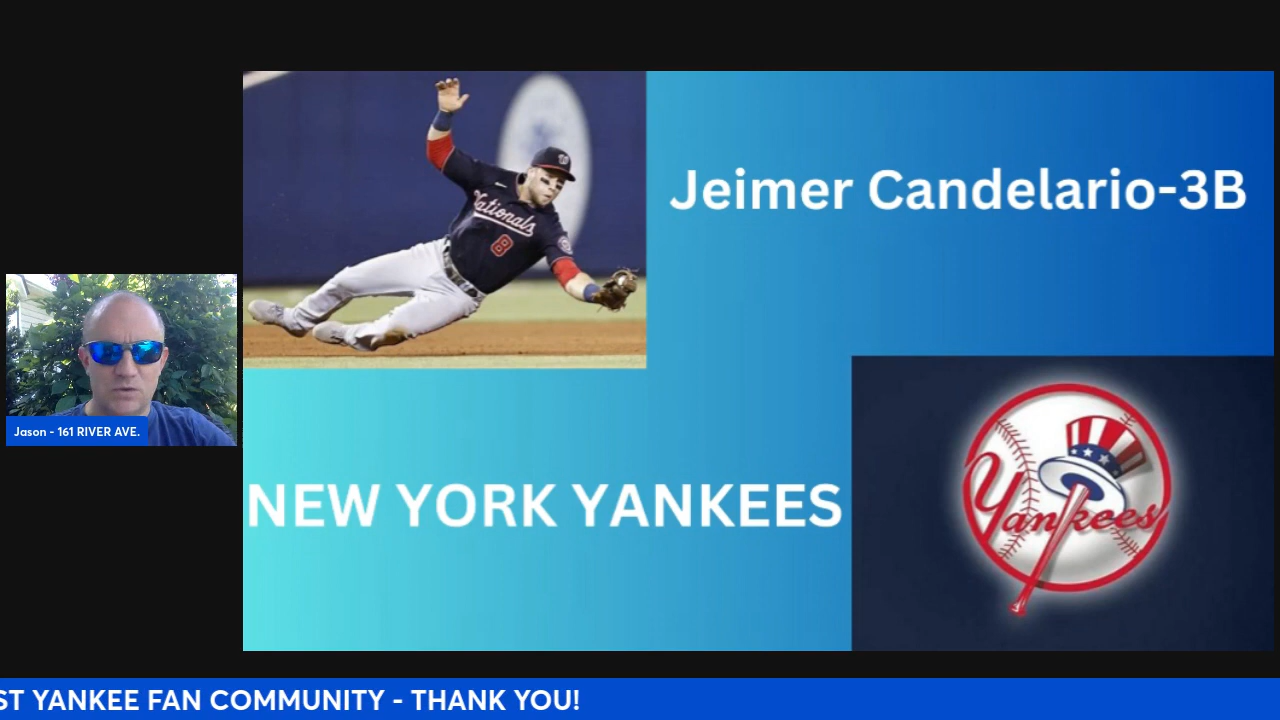 Nationals
8
Jeimer Candelario-3B
Jason - 161 RIVER AVE.
NEW YORK YANKEES
Yankees
ST YANKEE FAN COMMUNITY - THANK YOU!